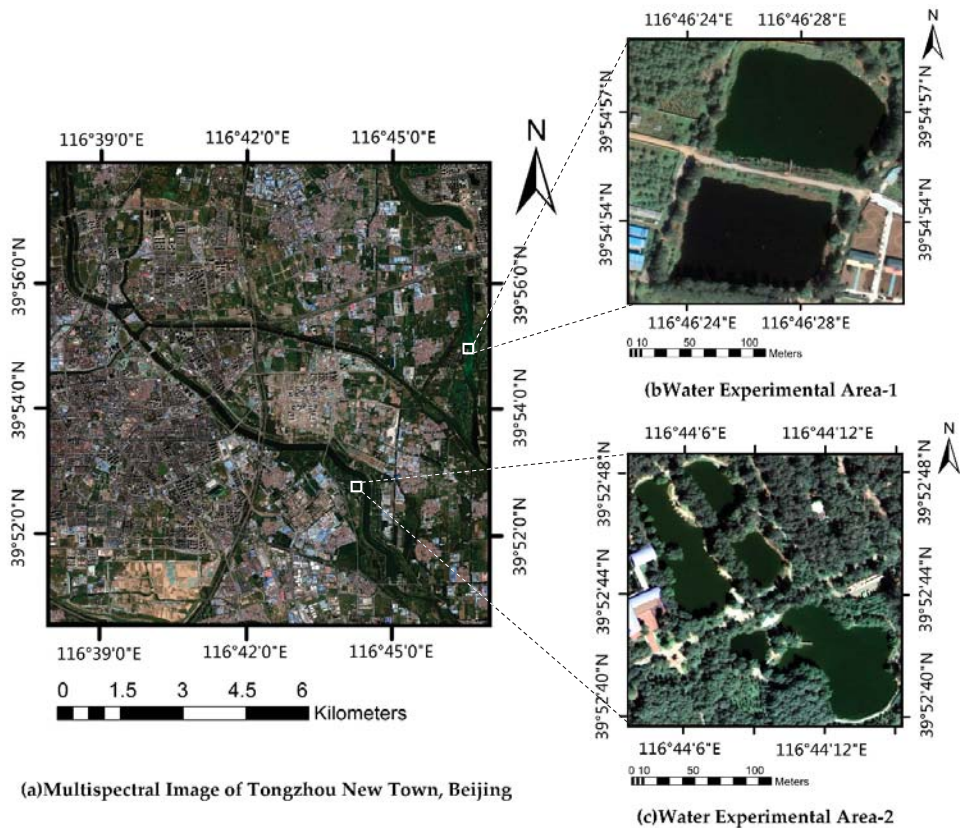 116°39'0"E 116°42'0"E 116°45'0"E
N
39°56'0"N 39°56'0"N
39°54'0"N 39°54'0"N
39°52'0"N 39°52'0"N
116°39'0"E 116°42'0"E 116°45'0"E
0 1.5 3 4.5 6
Kilometers
(a)Multispectral Image of Tongzhou New Town, Beijing
116°46'24"E 116°46'28"E
N
39°54'57"N 39°54'57"N
39°54'54"N 39°54'54"N
116°46'24"E 116°46'28"E
0 10 50 100
Meters
(bWater Experimental Area-1
116°44'6"E 116°44'12"E
N
39°52'48"N 39°52'48"N
39°52'44"N 39°52'44"N
39°52'40"N 39°52'40"N
116°44'6"E 116°44'12"E
0 10 50 100
Meters
(c)Water Experimental Area-2